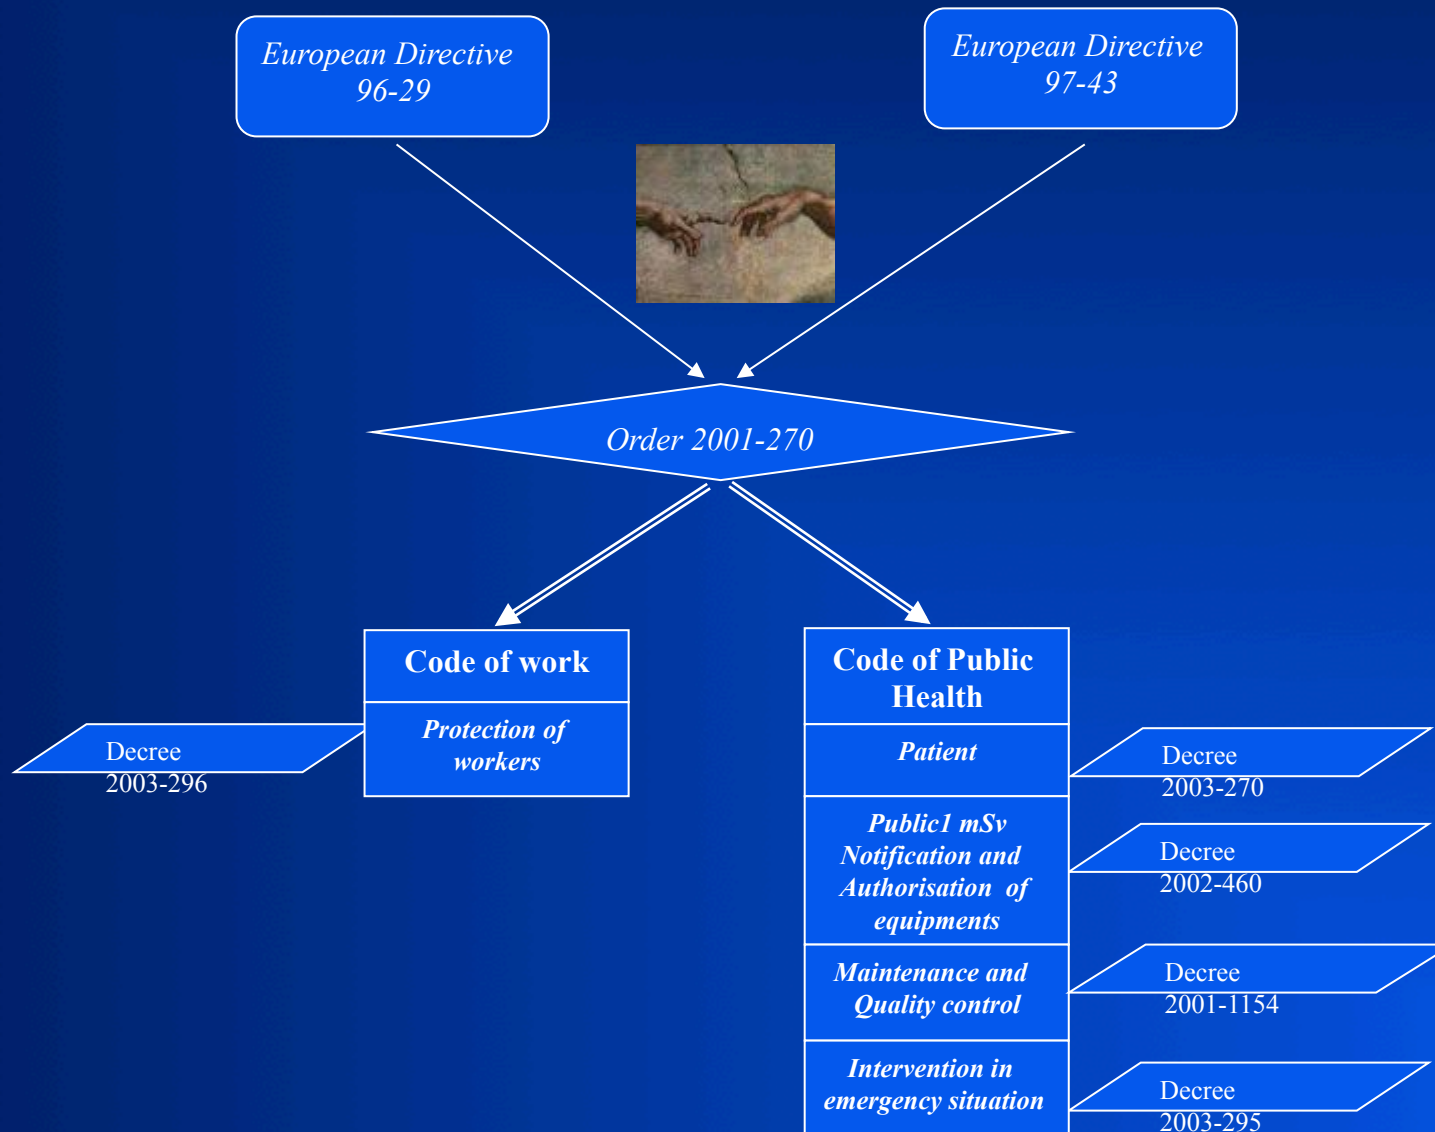 European Directive
96-29
European Directive
97-43
Order 2001-270
Code of work
Protection of
workers
Decree
2003-296
Code of Public
Health
Patient
Decree
2003-270
Public1 mSv
Notification and
Authorisation of
equipments
Decree
2002-460
Maintenance and
Quality control
Decree
2001-1154
Intervention in
emergency situation
Decree
2003-295